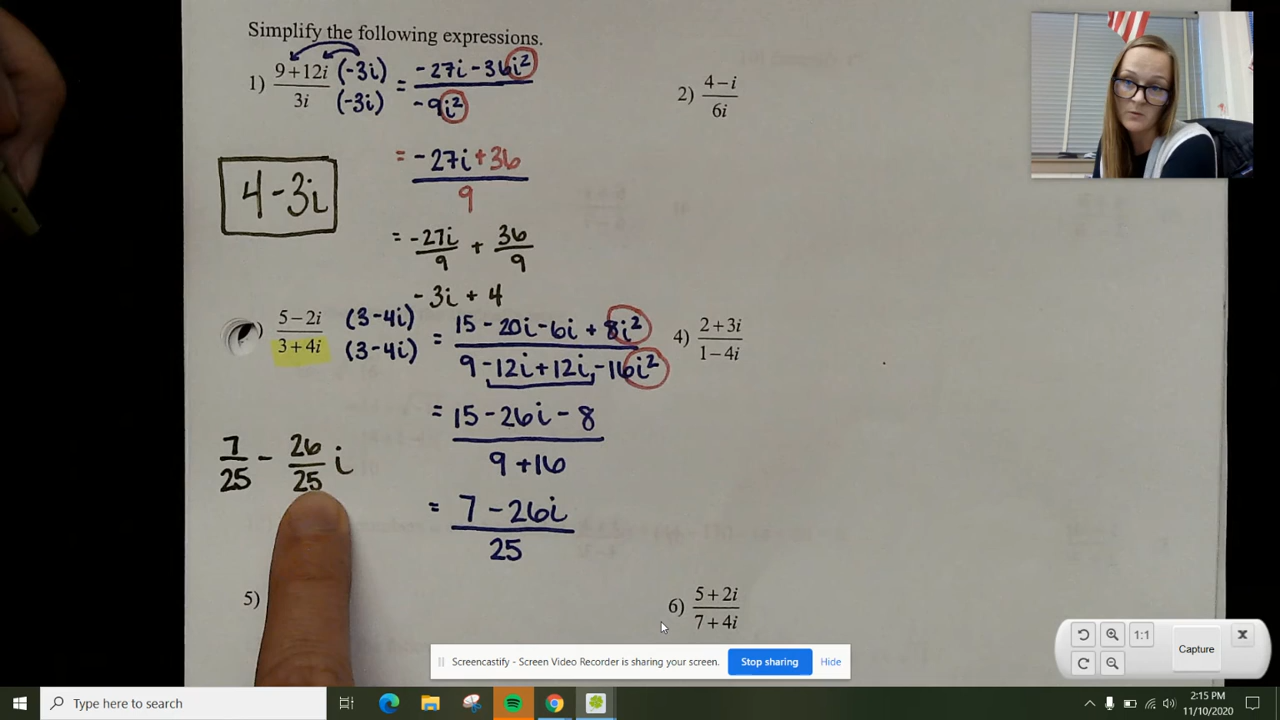 Simplify the following expressions.
1) 9+12i (-3i) = -27i - 36i²
3i (-3i) -9i²
= -27i + 36
9
4 - 3i
= -27i + 36
9 9
-3i + 4
2) 4 − i
6i
) 5 − 2i (3 - 4i) = 15 - 20i - 6i + 8i²
3 + 4i (3 - 4i) 9 - 12i + 12i - 16i²
= 15 - 26i - 8
9 + 16
7 - 26 i
25 25
= 7 - 26i
25
4) 2 + 3i
1 − 4i
5)
6) 5 + 2i
7 + 4i
Screencastify - Screen Video Recorder is sharing your screen. Stop sharing Hide
1:1 Capture X
Type here to search
2:15 PM
11/10/2020